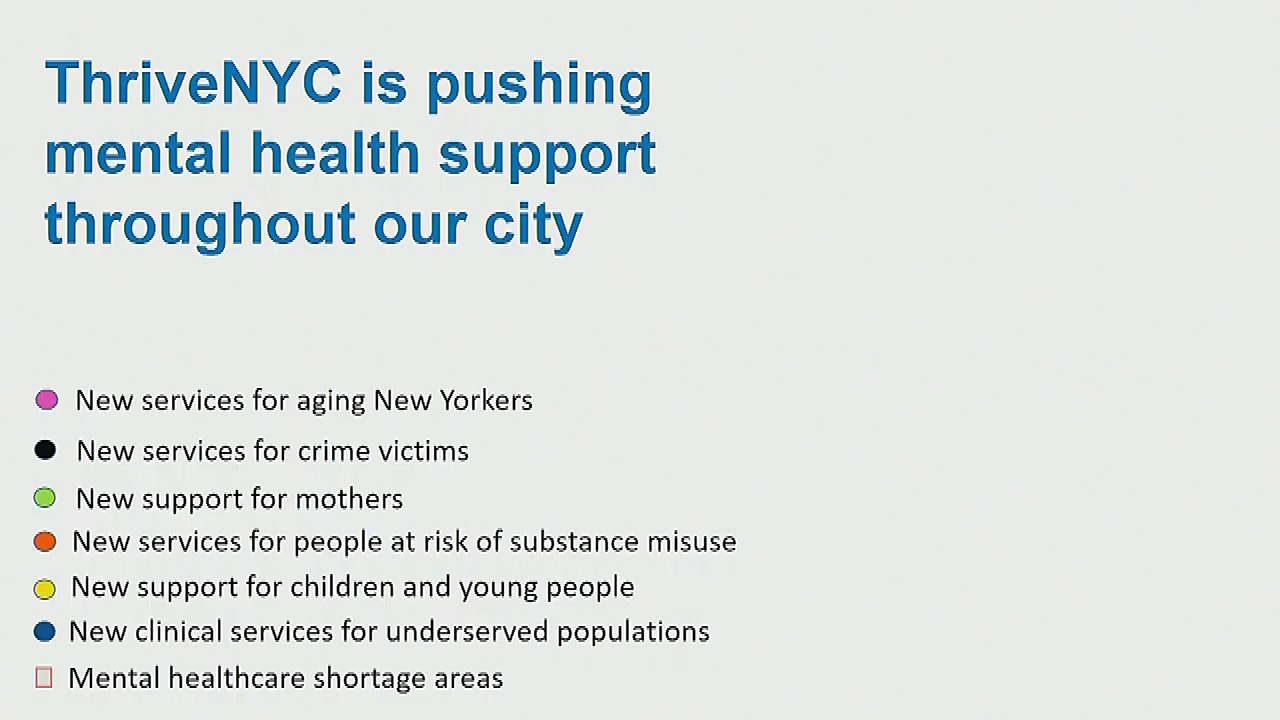 ThriveNYC is pushing
mental health support
throughout our city
New services for aging New Yorkers
New services for crime victims
New support for mothers
New services for people at risk of substance misuse
New support for children and young people
New clinical services for underserved populations
Mental healthcare shortage areas